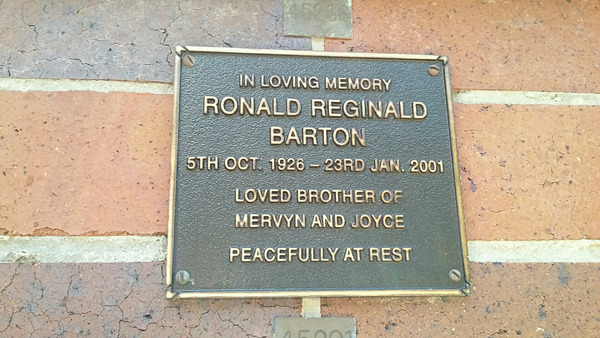 IN LOVING MEMORY
RONALD REGINALD
BARTON
5TH OCT. 1926 – 23RD JAN. 2001
LOVED BROTHER OF
MERVYN AND JOYCE
PEACEFULLY AT REST